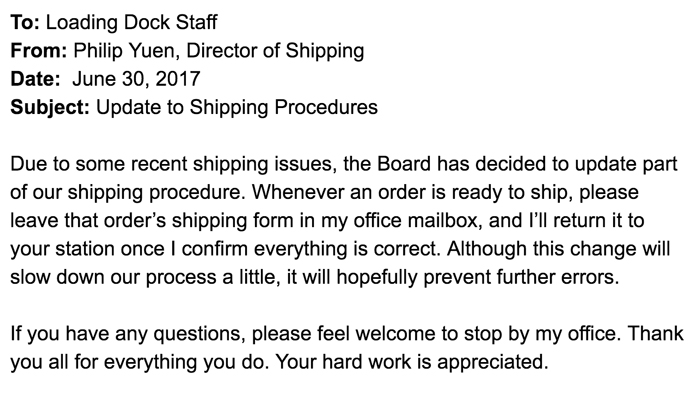 To: Loading Dock Staff
From: Philip Yuen, Director of Shipping
Date:  June 30, 2017
Subject: Update to Shipping Procedures

Due to some recent shipping issues, the Board has decided to update part
of our shipping procedure. Whenever an order is ready to ship, please
leave that order’s shipping form in my office mailbox, and I’ll return it to
your station once I confirm everything is correct. Although this change will
slow down our process a little, it will hopefully prevent further errors.

If you have any questions, please feel welcome to stop by my office. Thank
you all for everything you do. Your hard work is appreciated.